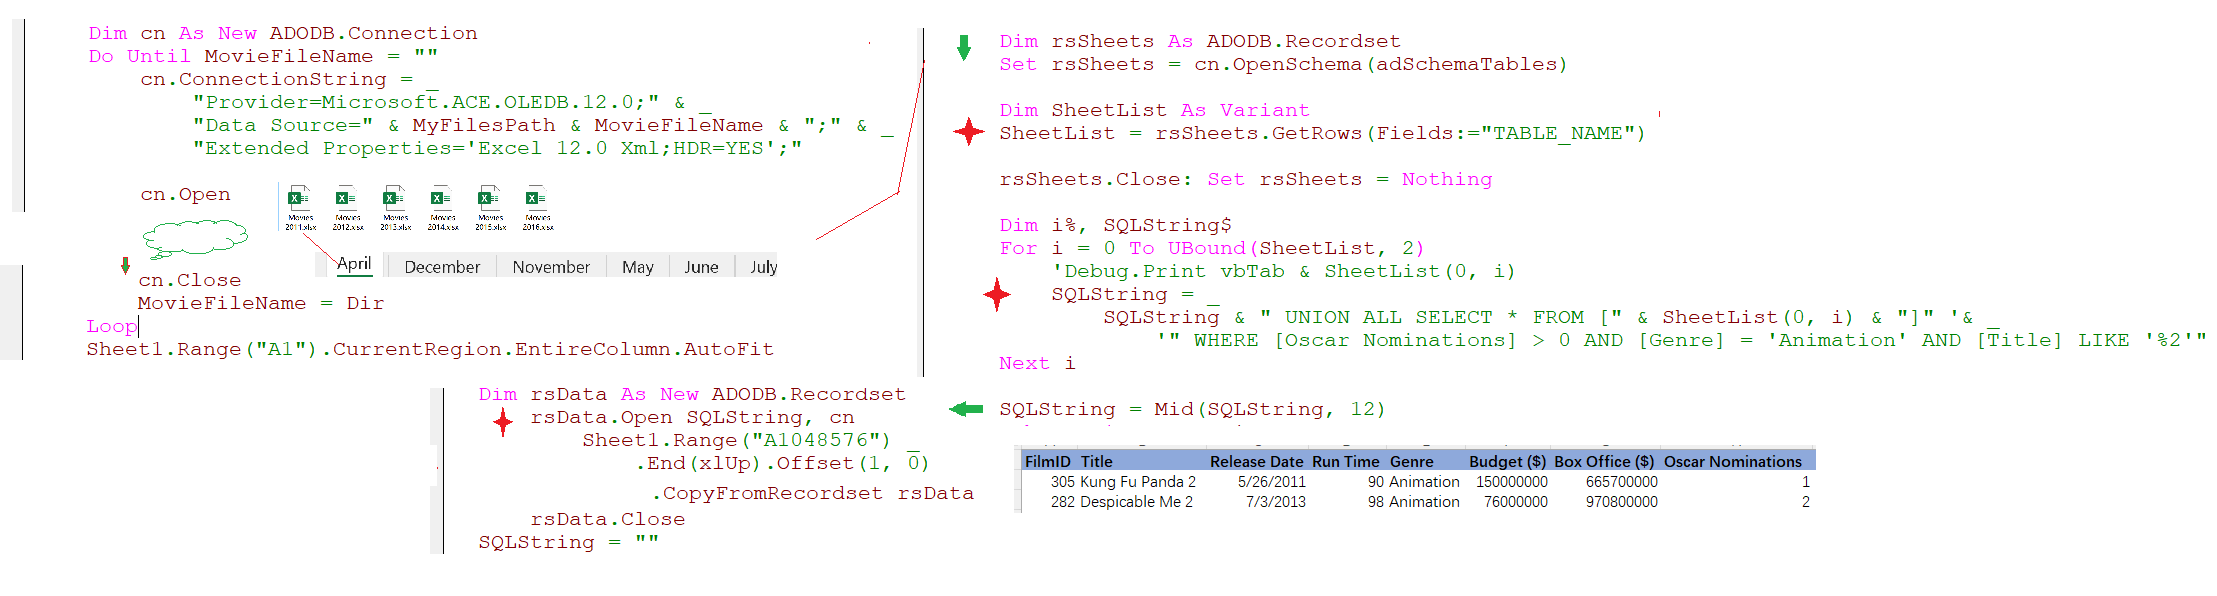 Dim cn As New ADODB.Connection
Do Until MovieFileName = ""
cn.ConnectionString = _
"Provider=Microsoft.ACE.OLEDB.12.0;" & _
"Data Source=" & MyFilesPath & MovieFileName & ";" & _
"Extended Properties='Excel 12.0 Xml;HDR=YES';"
cn.Open
Movies 2011.xlsx
Movies 2012.xlsx
Movies 2013.xlsx
Movies 2014.xlsx
Movies 2015.xlsx
Movies 2016.xlsx
April December November May June July
cn.Close
MovieFileName = Dir
Loop
Sheet1.Range("A1").CurrentRegion.EntireColumn.AutoFit
Dim rsSheets As ADODB.Recordset
Set rsSheets = cn.OpenSchema(adSchemaTables)
Dim SheetList As Variant
SheetList = rsSheets.GetRows(Fields:="TABLE_NAME")
rsSheets.Close: Set rsSheets = Nothing
Dim i%, SQLString$
For i = 0 To UBound(SheetList, 2)
'Debug.Print vbTab & SheetList(0, i)
SQLString = _
SQLString & " UNION ALL SELECT * FROM [" & SheetList(0, i) & "]" '& _
'" WHERE [Oscar Nominations] > 0 AND [Genre] = 'Animation' AND [Title] LIKE '%2'"
Next i
SQLString = Mid(SQLString, 12)
Dim rsData As New ADODB.Recordset
rsData.Open SQLString, cn
Sheet1.Range("A1048576") _
.End(xlUp).Offset(1, 0)
.CopyFromRecordset rsData
rsData.Close
SQLString = ""
FilmID Title Release Date Run Time Genre Budget ($) Box Office ($) Oscar Nominations
305 Kung Fu Panda 2 5/26/2011 90 Animation 150000000 665700000 1
282 Despicable Me 2 7/3/2013 98 Animation 76000000 970800000 2